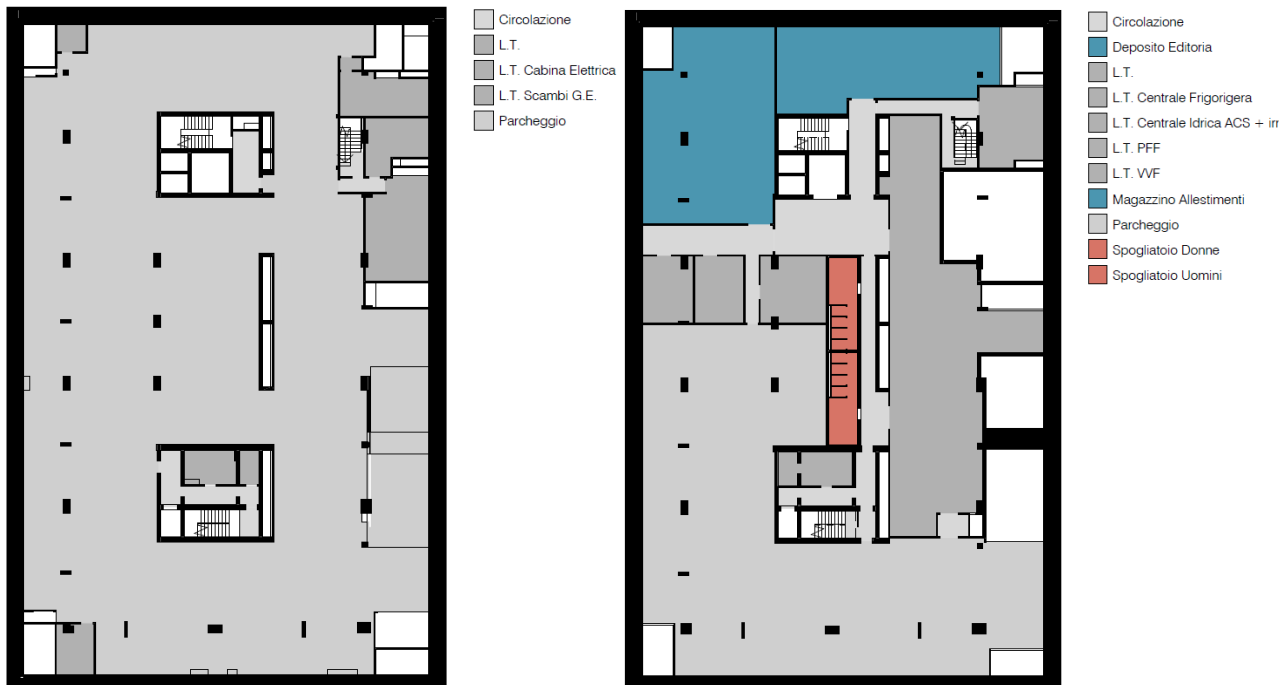 Circolazione
L.T.
L.T. Cabina Elettrica
L.T. Scambi G.E.
Parcheggio
Circolazione
Deposito Editoria
L.T.
L.T. Centrale Frigorigera
L.T. Centrale Idrica ACS + irr
L.T. PFF
L.T. VVF
Magazzino Allestimenti
Parcheggio
Spogliatoio Donne
Spogliatoio Uomini